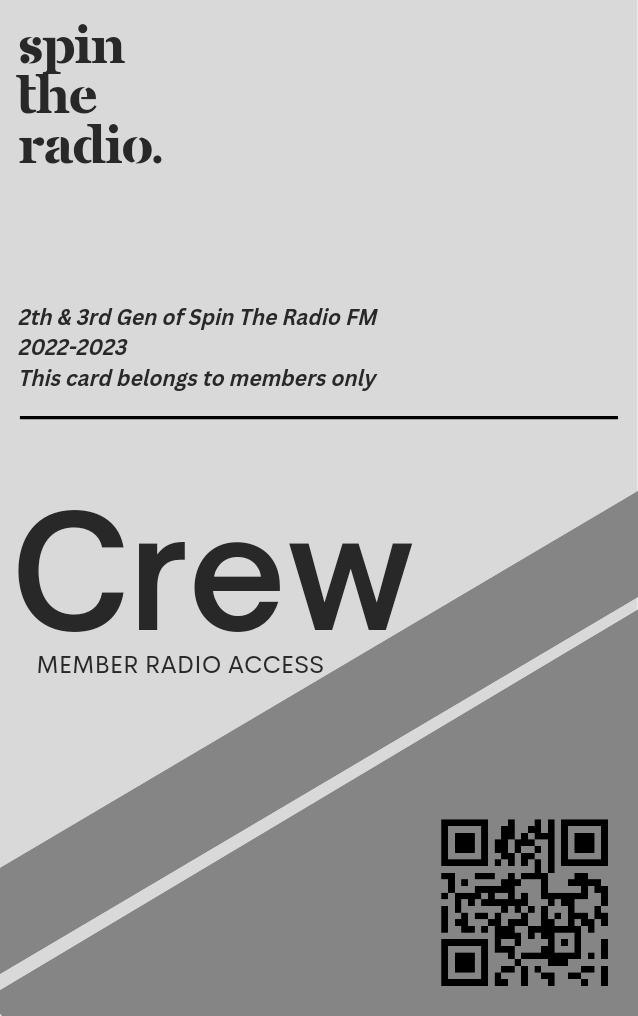 spin
the
radio.
2th & 3rd Gen of Spin The Radio FM
2022-2023
This card belongs to members only
Crew
MEMBER RADIO ACCESS